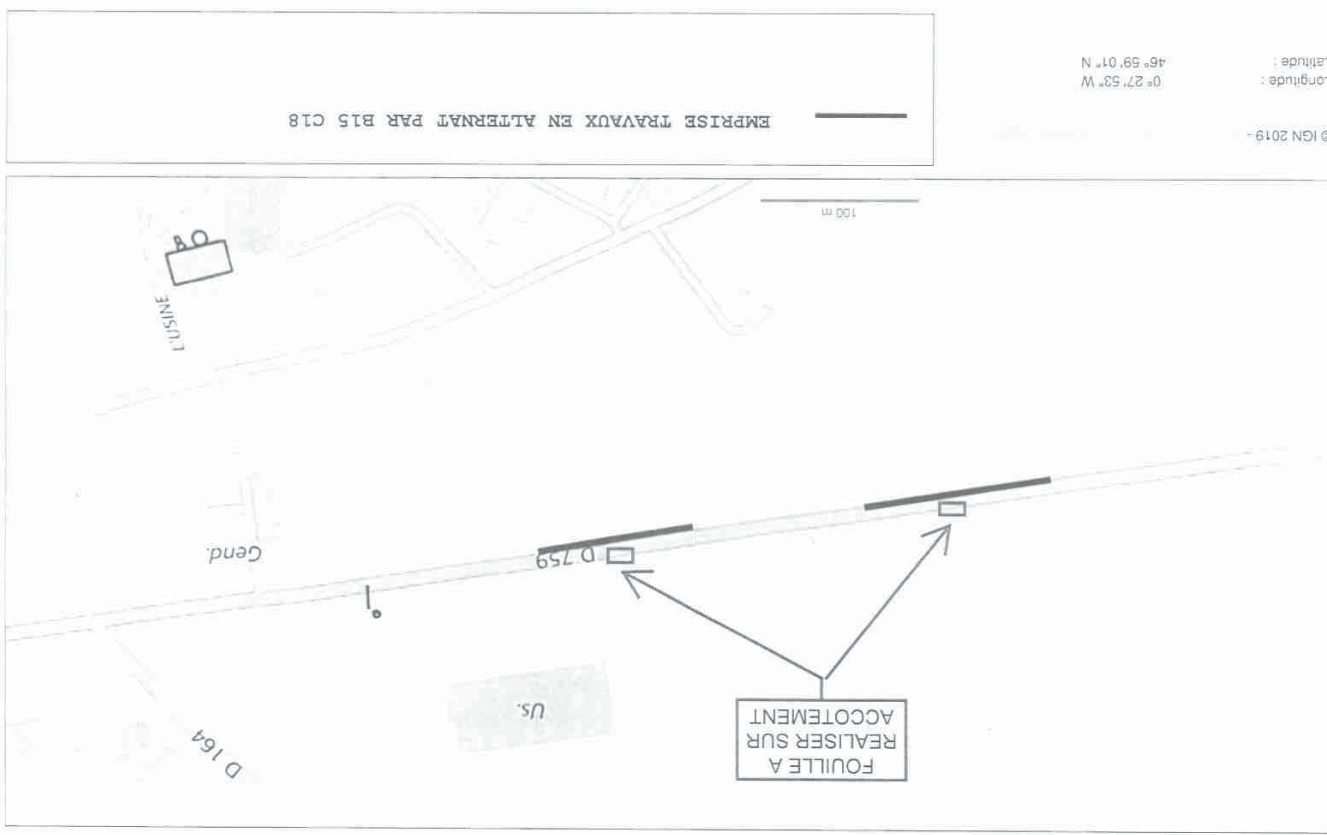 FOUILLE A
REALISER SUR
ACCOTEMENT
D 164
Us.
D 759
Gend.
L'USINE
100 m
© IGN 2019 -
Longitude : 0° 27' 53" W
Latitude : 46° 59' 01" N
EMPRISE TRAVAUX EN ALTERNAT PAR B15 C18